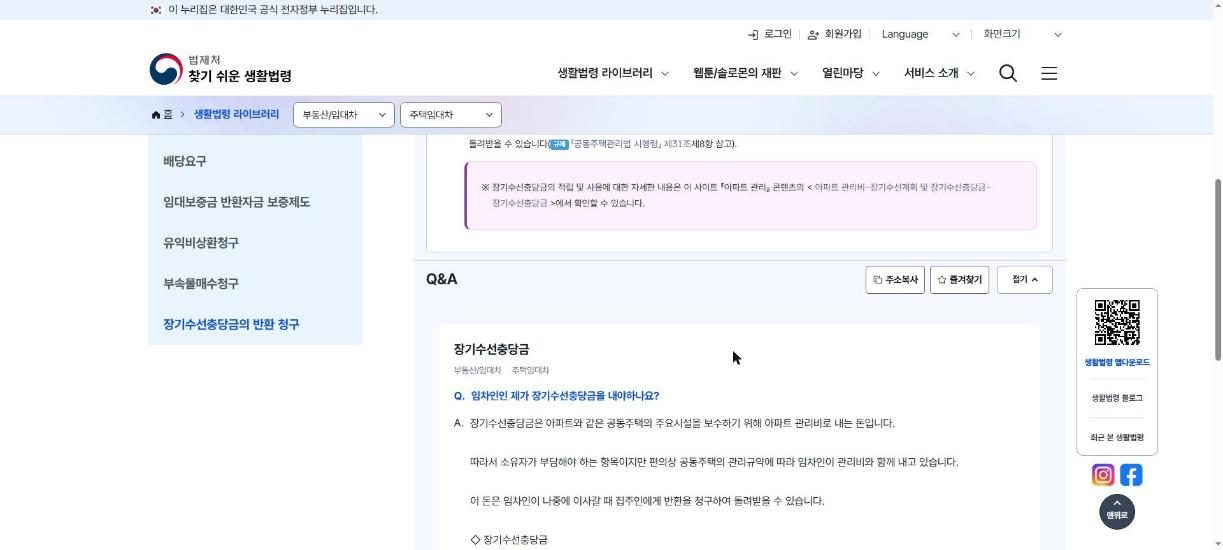 이 누리집은 대한민국 공식 전자정부 누리집입니다.
로그인 회원가입 Language 화면크기
법제처
찾기 쉬운 생활법령
생활법령 라이브러리 웹툰/솔로몬의 재판 열린마당 서비스 소개
홈 생활법령 라이브러리 부동산/임대차 주택임대차
배당요구
임대보증금 반환자금 보증제도
유익비상환청구
부속물매수청구
장기수선충당금의 반환 청구
돌려받을 수 있습니다(규제 「공동주택관리법 시행령」 제31조제8항 참고).
※ 장기수선충당금의 적립 및 사용에 대한 자세한 내용은 이 사이트 『아파트 관리』 콘텐츠의 < 아파트 관리비-장기수선계획 및 장기수선충당금-
장기수선충당금 >에서 확인할 수 있습니다.
Q&A
주소복사 즐겨찾기 접기
장기수선충당금
부동산/임대차 주택임대차
Q. 임차인인 제가 장기수선충당금을 내야하나요?
A. 장기수선충당금은 아파트와 같은 공동주택의 주요시설을 보수하기 위해 아파트 관리비로 내는 돈입니다.
따라서 소유자가 부담해야 하는 항목이지만 편의상 공동주택의 관리규약에 따라 임차인이 관리비와 함께 내고 있습니다.
이 돈은 임차인이 나중에 이사갈 때 집주인에게 반환을 청구하여 돌려받을 수 있습니다.
◇ 장기수선충당금
생활법령 앱다운로드
생활법령 블로그
최근 본 생활법령
맨위로